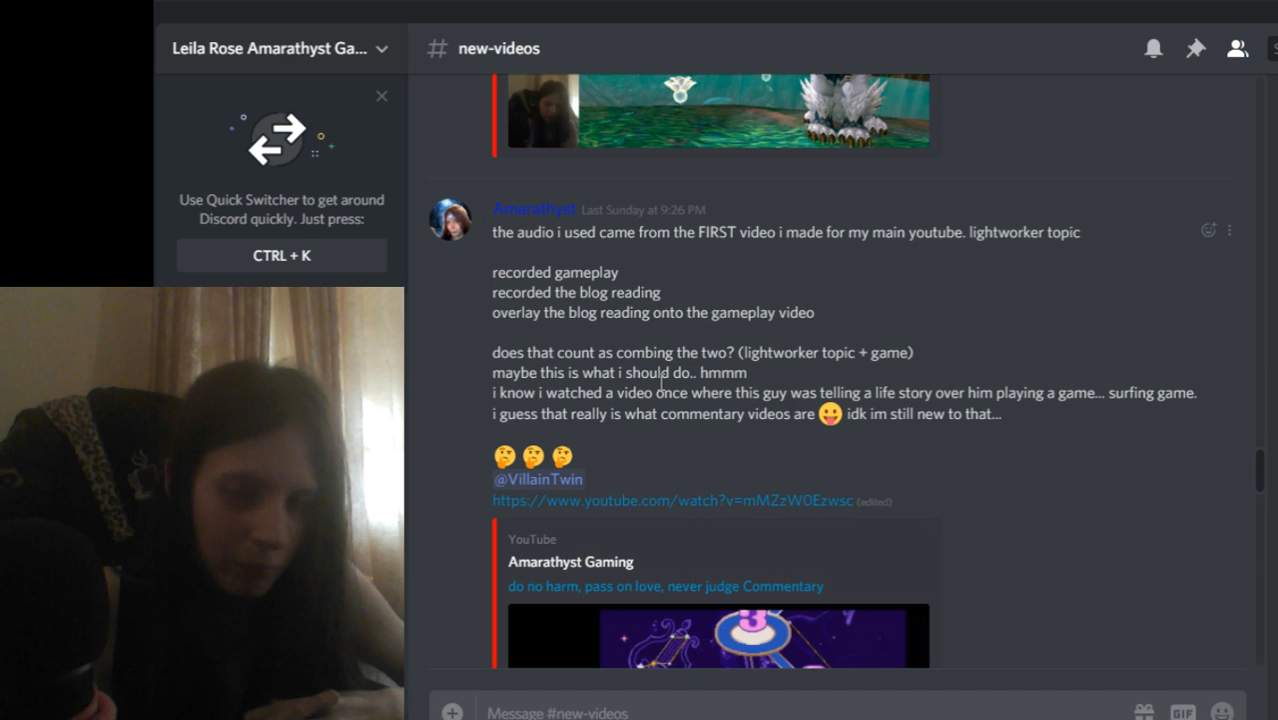 Leila Rose Amarathyst Ga...
# new-videos
Use Quick Switcher to get around
Discord quickly. Just press:
CTRL + K
Amarathyst Last Sunday at 9:26 PM
the audio i used came from the FIRST video i made for my main youtube. lightworker topic
recorded gameplay
recorded the blog reading
overlay the blog reading onto the gameplay video
does that count as combing the two? (lightworker topic + game)
maybe this is what i should do.. hmmm
i know i watched a video once where this guy was telling a life story over him playing a game... surfing game.
i guess that really is what commentary videos are 😛 idk im still new to that...
🤔 🤔 🤔
@VillainTwin
https://www.youtube.com/watch?v=mMZzW0Ezwsc (edited)
YouTube
Amarathyst Gaming
do no harm, pass on love, never judge Commentary
3
Message #new-videos
GIF